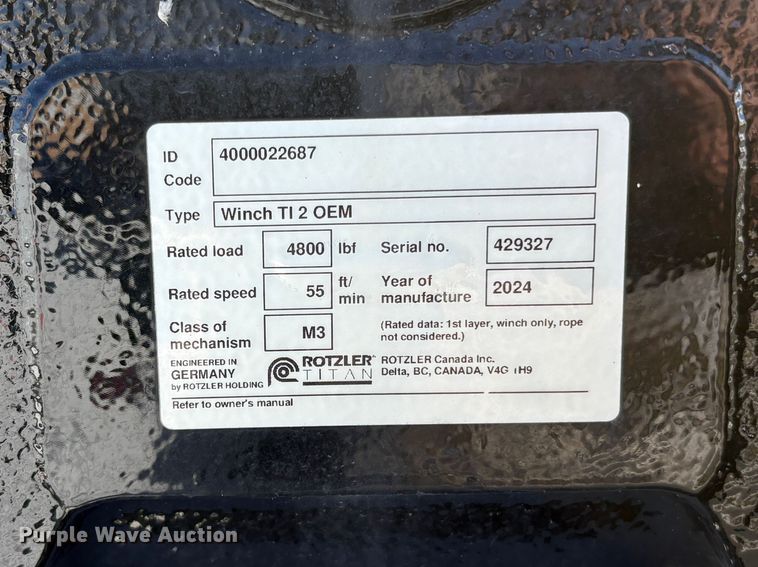 ID Code 4000022687
Type Winch TI 2 OEM
Rated load 4800 lbf Serial no. 429327
Rated speed 55 ft/min Year of manufacture 2024
Class of mechanism M3 (Rated data: 1st layer, winch only, rope
not considered.)
ENGINEERED IN
GERMANY
by ROTZLER HOLDING
ROTZLER
TITAN
ROTZLER Canada Inc.
Delta, BC, CANADA, V4G 1H9
Refer to owner's manual
Purple Wave Auction